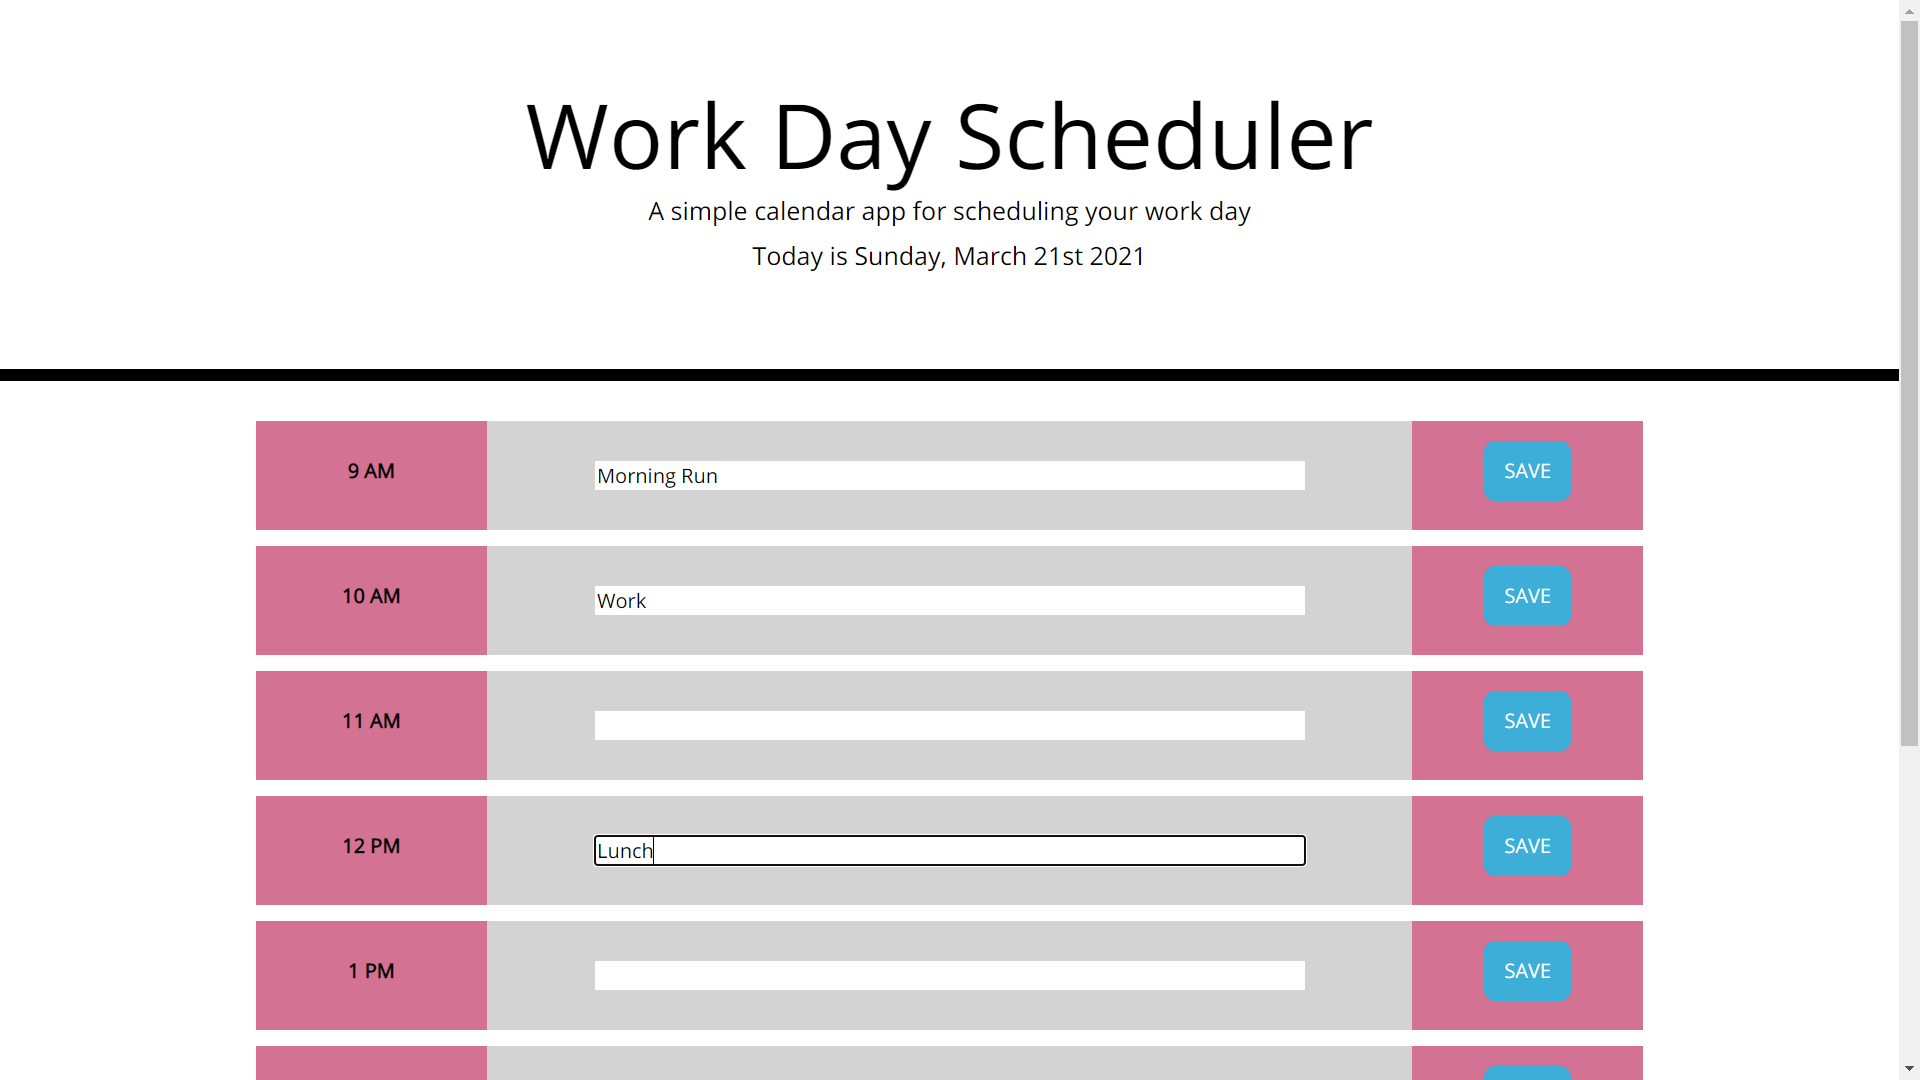 Work Day Scheduler
A simple calendar app for scheduling your work day
Today is Sunday, March 21st 2021
9 AM
Morning Run
SAVE
10 AM
Work
SAVE
11 AM
SAVE
12 PM
Lunch
SAVE
1 PM
SAVE